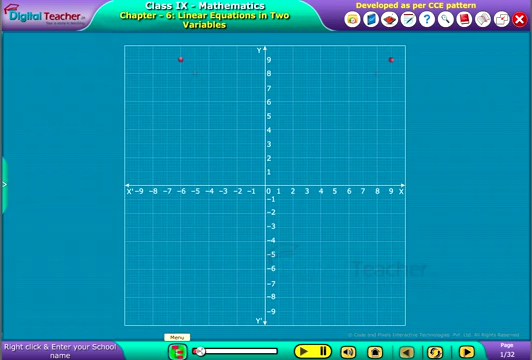 Digital Teacher
Class IX - Mathematics
Chapter - 6: Linear Equations in Two
Variables
Developed as per CCE pattern
Y
9
8
7
6
5
4
3
2
1
X' -9 -8 -7 -6 -5 -4 -3 -2 -1 0 1 2 3 4 5 6 7 8 9 X
-1
-2
-3
-4
-5
-6
-7
-8
-9
Y'
Teacher
Menu
Right click & Enter your School
name
Page
1/32